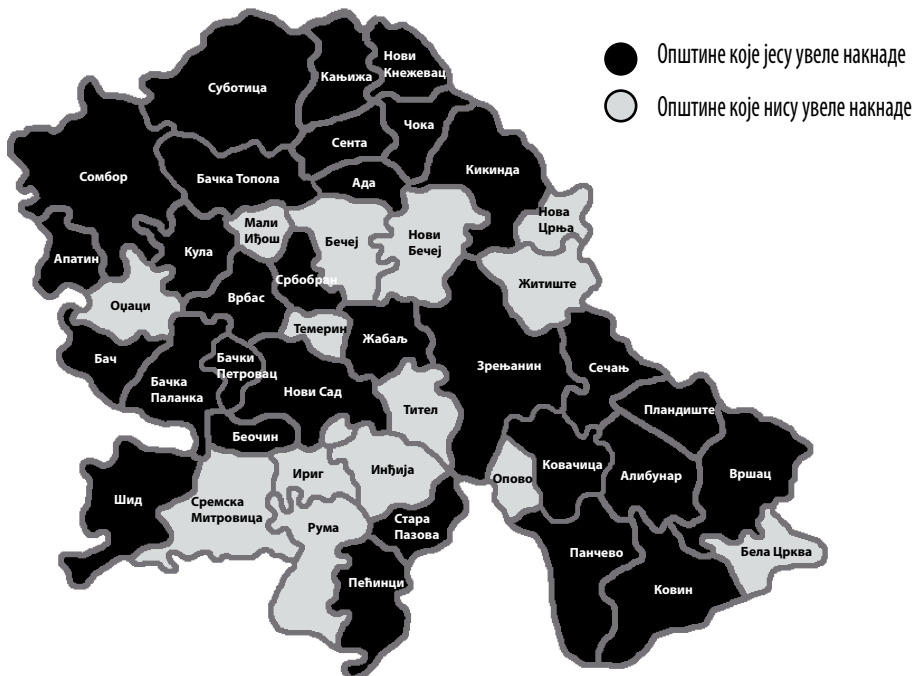 Општине које јесу увеле накнаде
Општине које нису увеле накнаде
Суботица
Кањижа
Нови
Кнежевац
Чока
Сента
Сомбор
Бачка Топола
Ада
Кикинда
Нова
Црња
Мали
Иђош
Бечеј
Нови
Бечеј
Апатин
Кула
Србобран
Житиште
Оџаци
Врбас
Темерин
Жабаљ
Бач
Бачка
Паланка
Бачки
Петровац
Нови Сад
Зрењанин
Сечањ
Тител
Пландиште
Беочин
Шид
Сремска
Митровица
Ириг
Инђија
Опово
Ковачица
Алибунар
Вршац
Рума
Стара
Пазова
Панчево
Бела Црква
Пећинци
Ковин